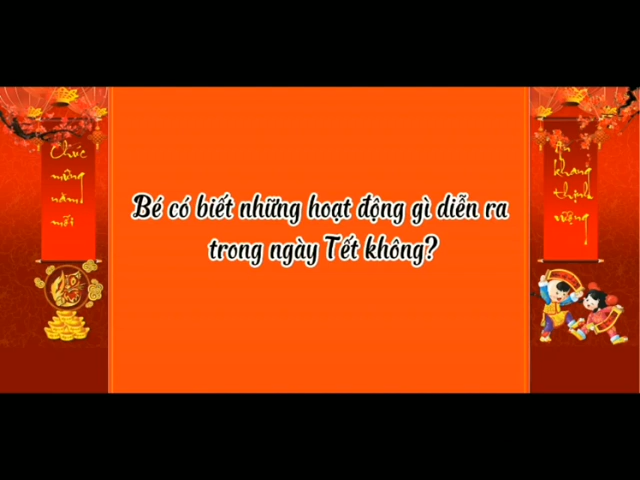 Chúc
mừng
năm
mới
Bé có biết những hoạt động gì diễn ra
trong ngày Tết không?
An
khang
thịnh
vượng